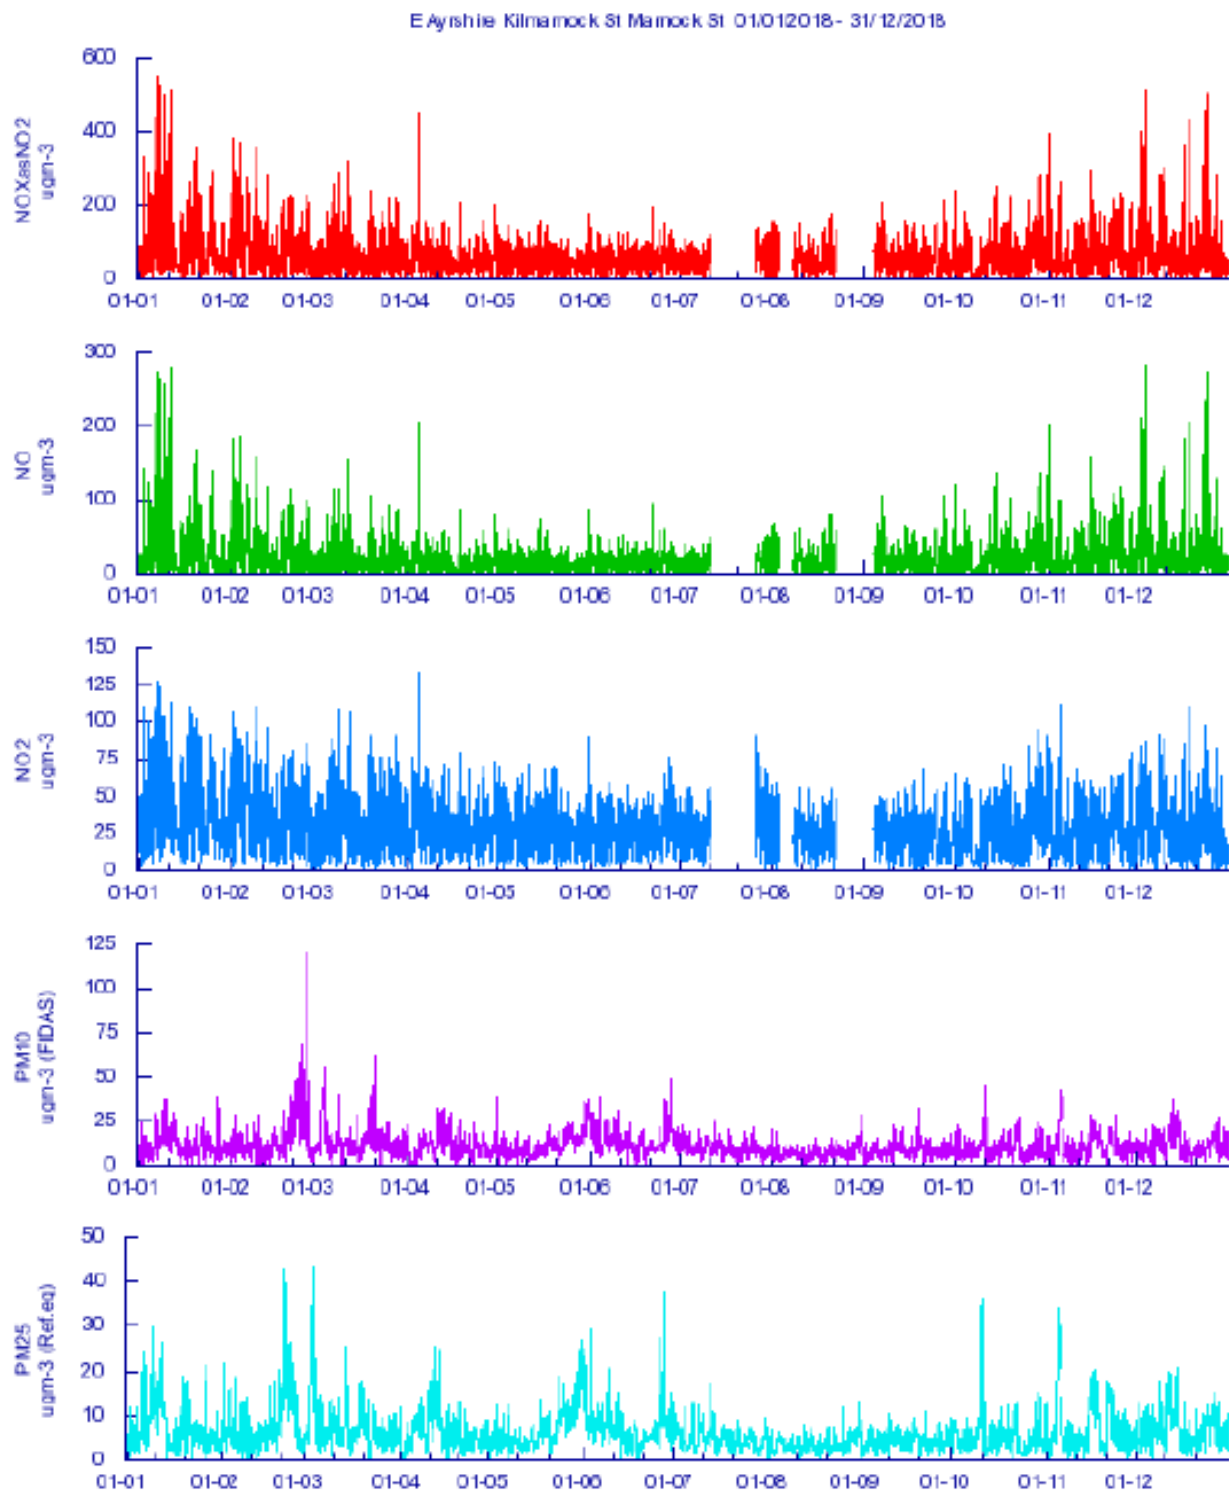 E Ayrshire Kilmarnock St Marnock St 01/01/2018 - 31/12/2018
NOXasNO2
ugm-3
600
400
200
0
01-01 01-02 01-03 01-04 01-05 01-06 01-07 01-08 01-09 01-10 01-11 01-12
NO
ugm-3
300
200
100
0
01-01 01-02 01-03 01-04 01-05 01-06 01-07 01-08 01-09 01-10 01-11 01-12
NO2
ugm-3
150
125
100
75
50
25
0
01-01 01-02 01-03 01-04 01-05 01-06 01-07 01-08 01-09 01-10 01-11 01-12
PM10
ugm-3 (FIDAS)
125
100
75
50
25
0
01-01 01-02 01-03 01-04 01-05 01-06 01-07 01-08 01-09 01-10 01-11 01-12
PM25
ugm-3 (Ref.eq)
50
40
30
20
10
0
01-01 01-02 01-03 01-04 01-05 01-06 01-07 01-08 01-09 01-10 01-11 01-12